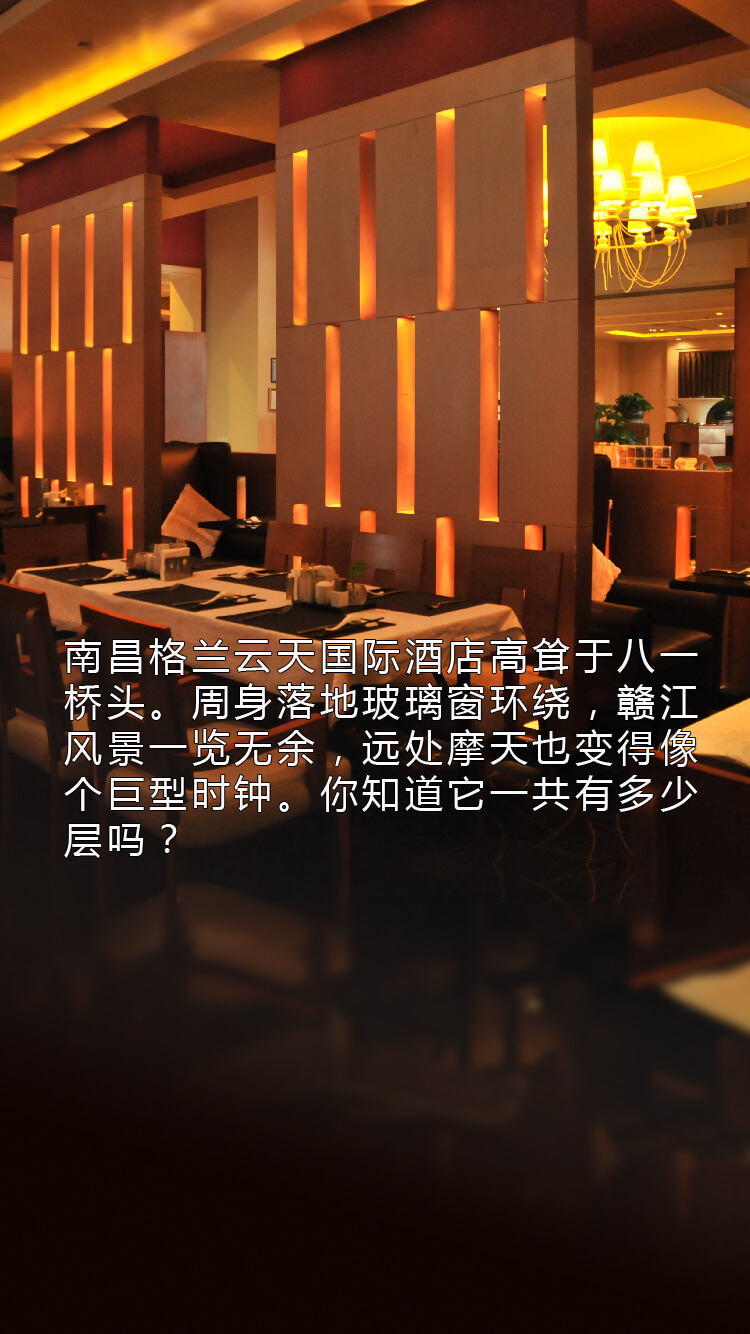 南昌格兰云天国际酒店高耸于八一
桥头。周身落地玻璃窗环绕，赣江
风景一览无余，远处摩天也变得像
个巨型时钟。你知道它一共有多少
层吗？